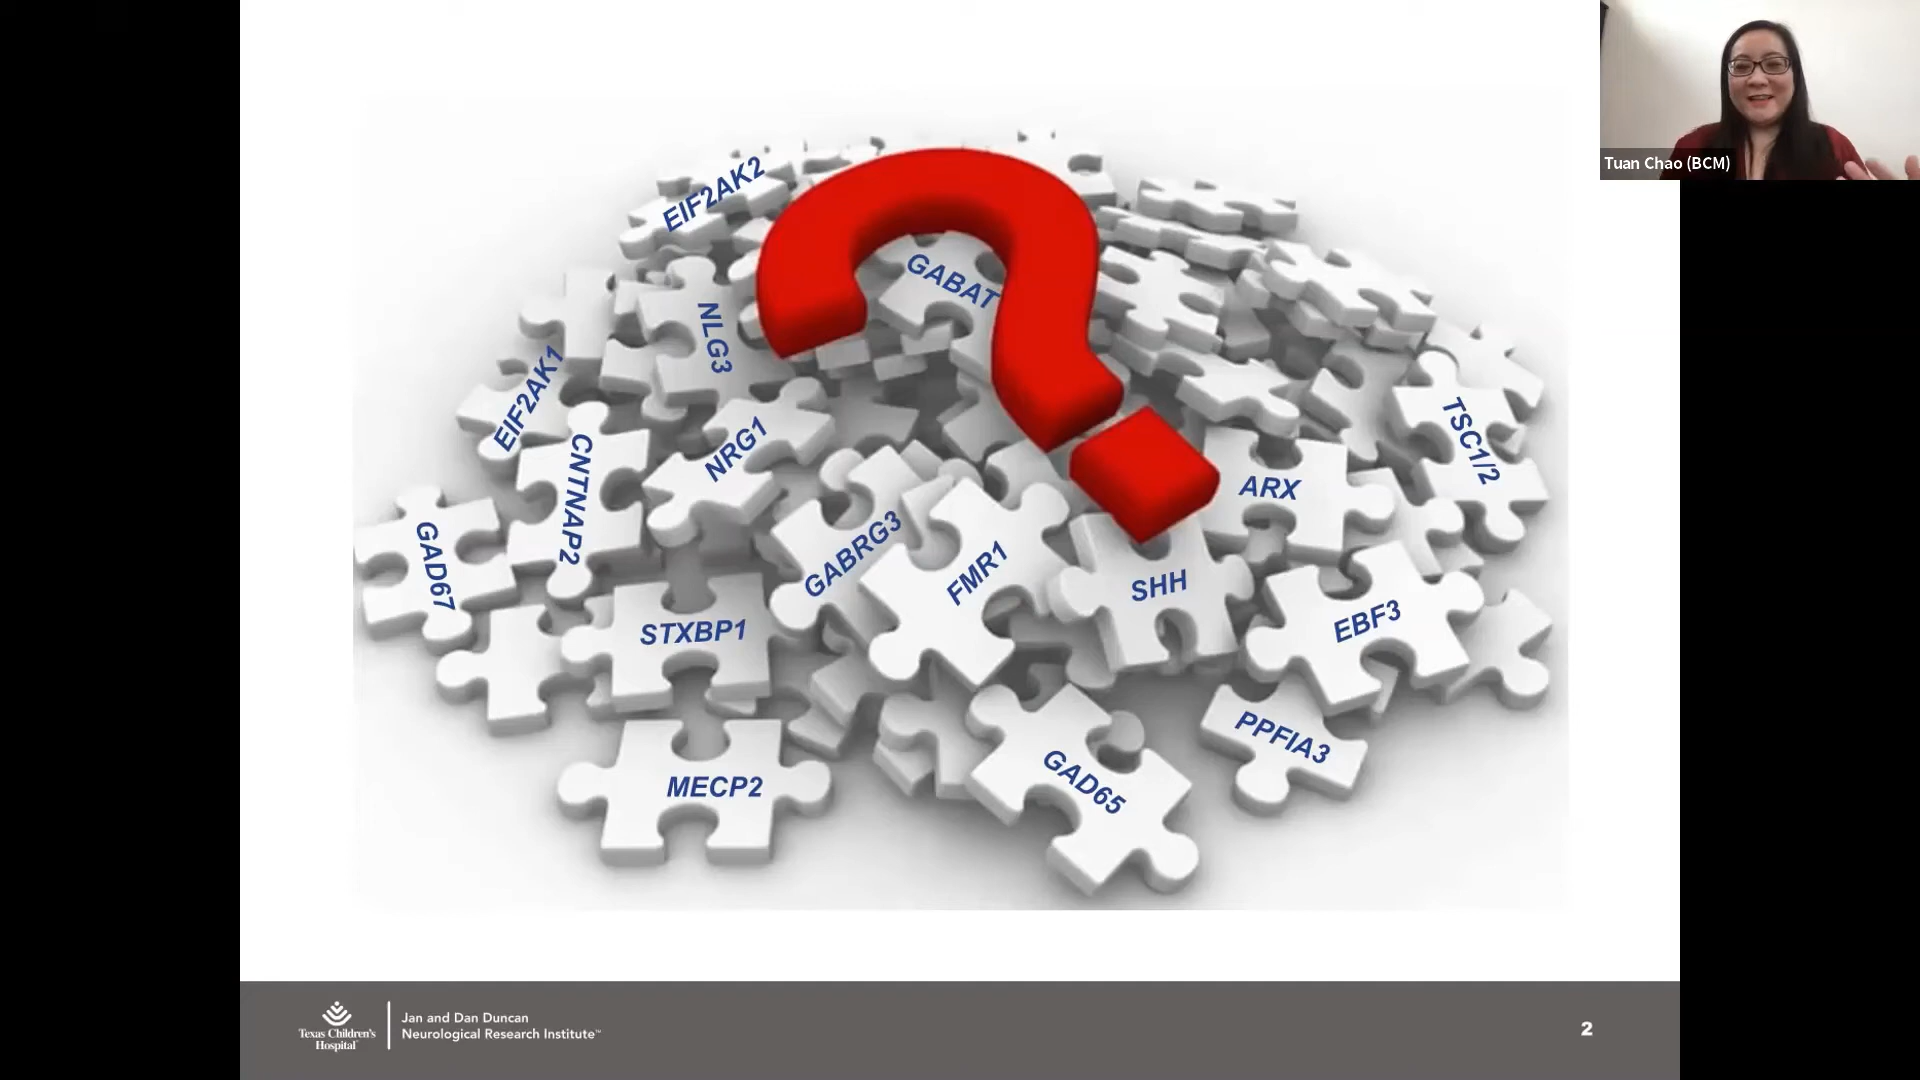 Tuan Chao (BCM)
EIF2AK2
GABAT
NLG3
EIF2AK1
CNTNAP2
NRG1
TSC1/2
ARX
GAD67
GABRG3
FMR1
SHH
EBF3
STXBP1
PPFIA3
MECP2
GAD65
Texas Children's
Hospital
Jan and Dan Duncan
Neurological Research Institute™
2